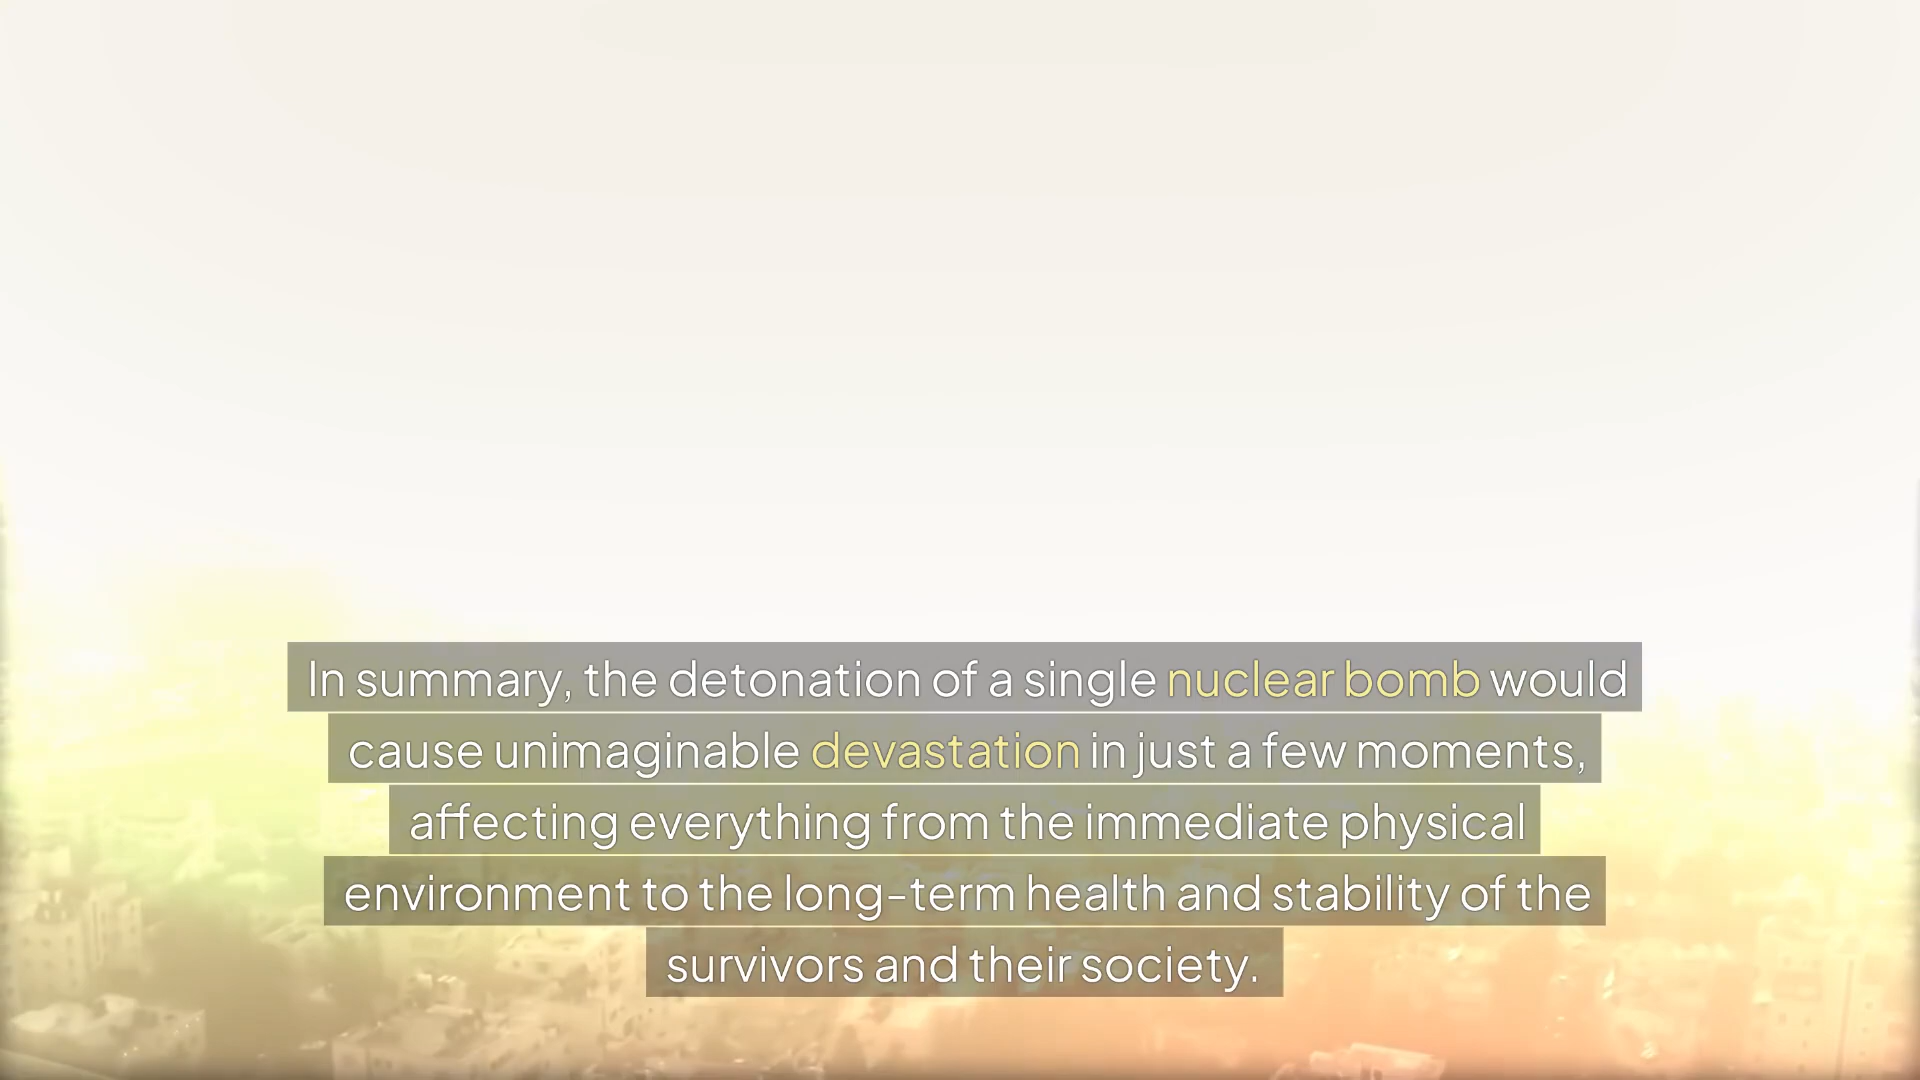 In summary, the detonation of a single nuclear bomb would
cause unimaginable devastation in just a few moments,
affecting everything from the immediate physical
environment to the long-term health and stability of the
survivors and their society.